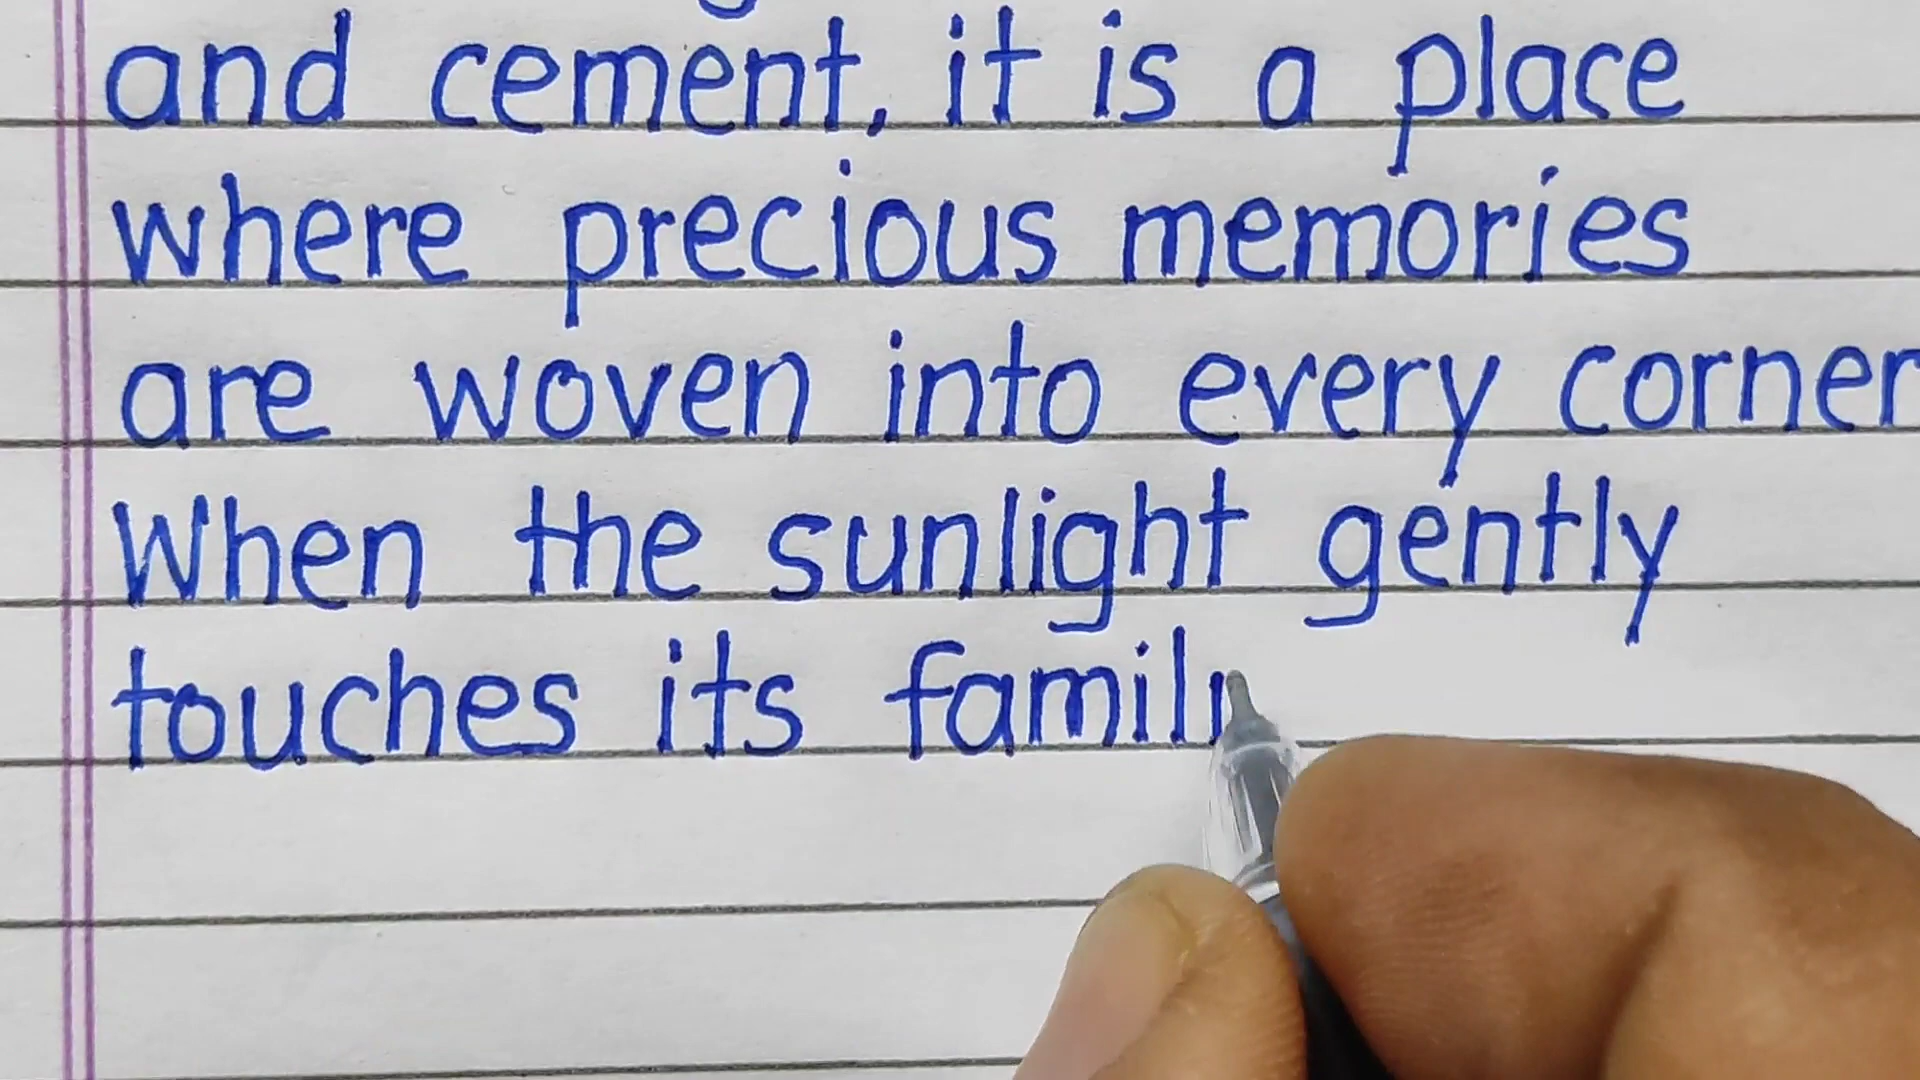 and cement, it is a place
where precious memories
are woven into every corner
When the sunlight gently
touches its famil